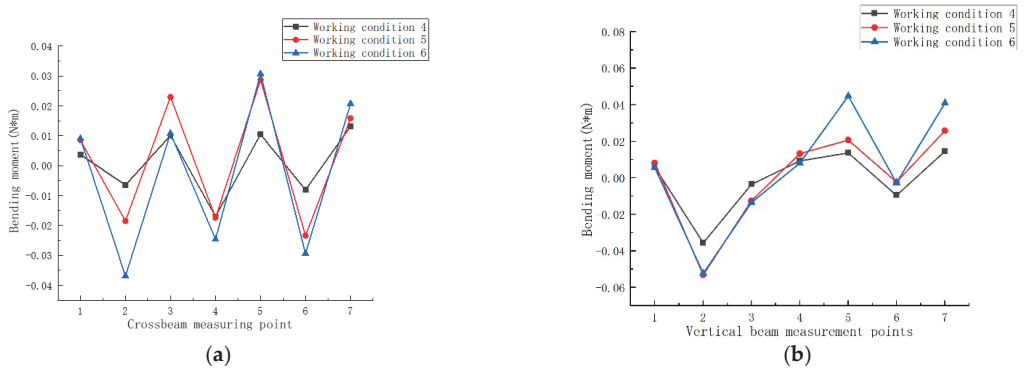 Working condition 4
Working condition 5
Working condition 6
0.04
0.03
0.02
0.01
0.00
-0.01
-0.02
-0.03
-0.04
Bending moment(N*m)
1 2 3 4 5 6 7
Crossbeam measuring point
(a)
Working condition 4
Working condition 5
Working condition 6
0.08
0.06
0.04
0.02
0.00
-0.02
-0.04
-0.06
Bending moment(N*m)
1 2 3 4 5 6 7
Vertical beam measurement points
(b)